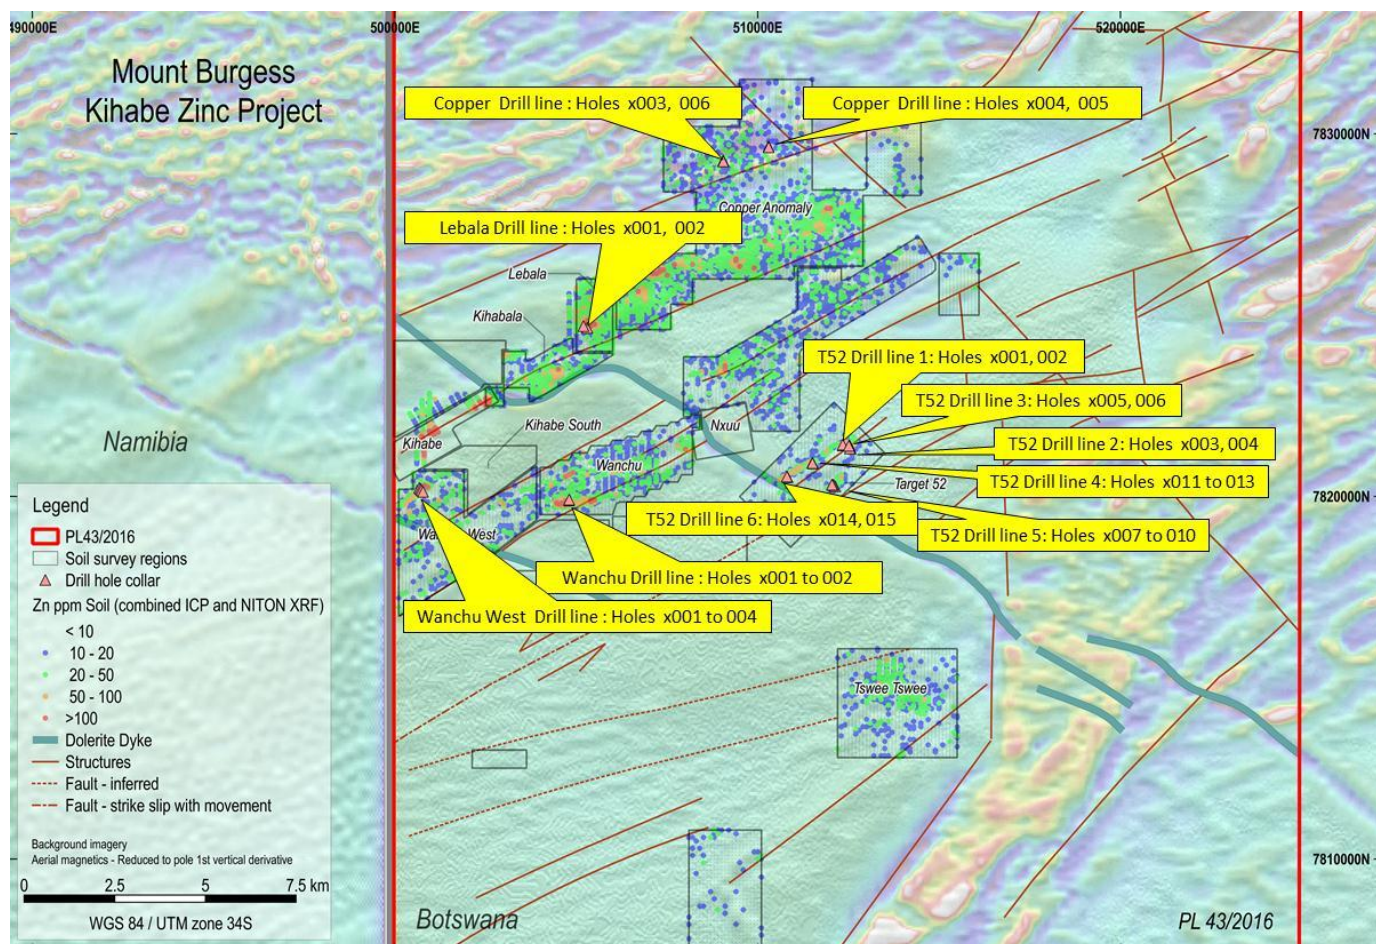 490000E
500000E
510000E
520000E
Mount Burgess
Kihabe Zinc Project
Copper Drill line : Holes x003, 006
Copper Drill line : Holes x004, 005
7830000N
Copper Anomaly
Lebala Drill line : Holes x001, 002
Lebala
Kihabala
T52 Drill line 1: Holes x001, 002
T52 Drill line 3: Holes x005, 006
Namibia
Kihabe
Kihabe South
Nxuu
T52 Drill line 2: Holes x003, 004
Wanchu
T52 Drill line 4: Holes x011 to 013
Target 52
7820000N
T52 Drill line 6: Holes x014, 015
T52 Drill line 5: Holes x007 to 010
West
Wanchu Drill line : Holes x001 to 002
Wanchu West Drill line : Holes x001 to 004
Tswee Tswee
Legend
PL43/2016
Soil survey regions
Drill hole collar
Zn ppm Soil (combined ICP and NITON XRF)
< 10
10 - 20
20 - 50
50 - 100
>100
Dolerite Dyke
Structures
Fault - inferred
Fault - strike slip with movement
Background imagery
Aerial magnetics - Reduced to pole 1st vertical derivative
0 2.5 5 7.5 km
WGS 84 / UTM zone 34S
7810000N
Botswana
PL 43/2016